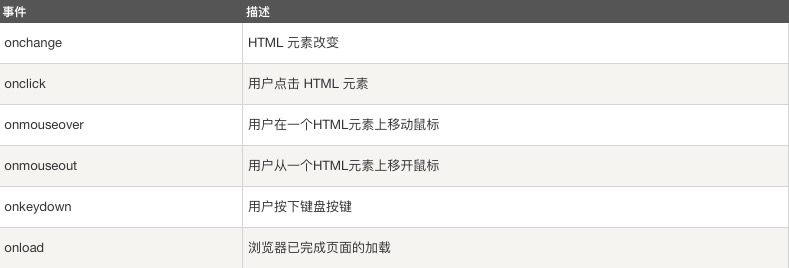 事件 描述
onchange HTML 元素改变
onclick 用户点击 HTML 元素
onmouseover 用户在一个HTML元素上移动鼠标
onmouseout 用户从一个HTML元素上移开鼠标
onkeydown 用户按下键盘按键
onload 浏览器已完成页面的加载